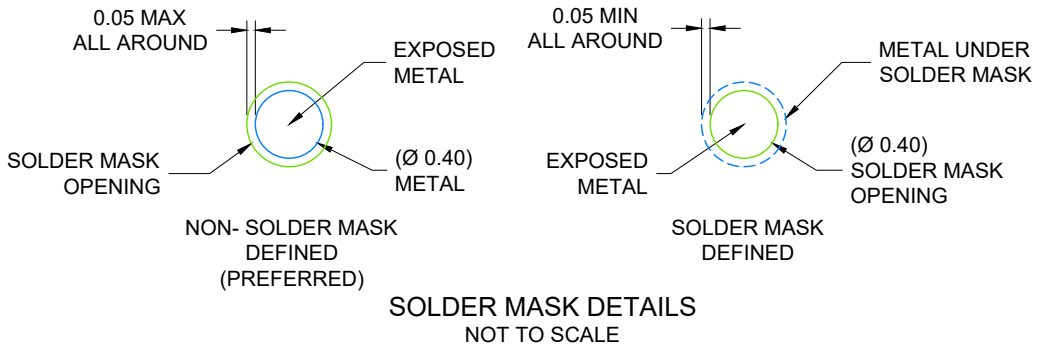 0.05 MAX
ALL AROUND
EXPOSED
METAL
SOLDER MASK
OPENING
(Ø 0.40)
METAL
NON- SOLDER MASK
DEFINED
(PREFERRED)
0.05 MIN
ALL AROUND
METAL UNDER
SOLDER MASK
EXPOSED
METAL
(Ø 0.40)
SOLDER MASK
OPENING
SOLDER MASK
DEFINED
SOLDER MASK DETAILS
NOT TO SCALE